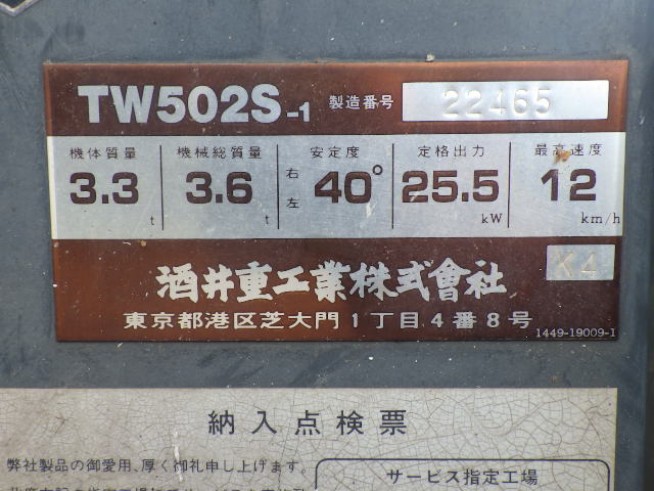 TW502S-1 製造番号 22465
機体質量 機械総質量 安定度 定格出力 最高速度
3.3 t 3.6 t 右 左 40° 25.5 kW 12 km/h
K4
酒井重工業株式會社
東京都港区芝大門1丁目4番8号
1449-19009-1
納入点検票
弊社製品の御愛用、厚く御礼申し上げます。
サービス指定工場